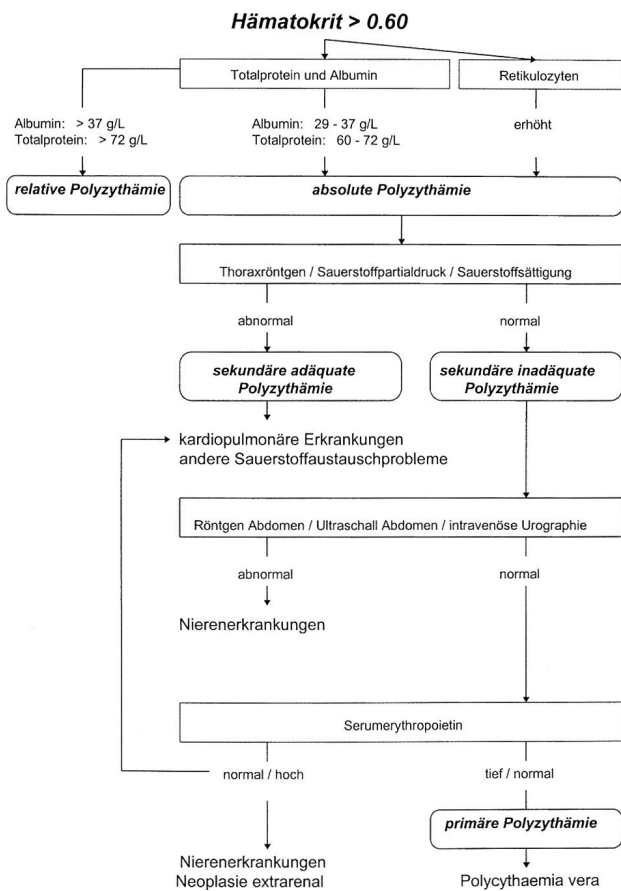 Hämatokrit > 0.60
Totalprotein und Albumin
Retikulozyten
Albumin: > 37 g/L
Totalprotein: > 72 g/L
Albumin: 29 - 37 g/L
Totalprotein: 60 - 72 g/L
erhöht
relative Polyzythämie
absolute Polyzythämie
Thoraxröntgen / Sauerstoffpartialdruck / Sauerstoffsättigung
abnormal
normal
sekundäre adäquate
Polyzythämie
sekundäre inadäquate
Polyzythämie
kardiopulmonäre Erkrankungen
andere Sauerstoffaustauschprobleme
Röntgen Abdomen / Ultraschall Abdomen / intravenöse Urographie
abnormal
normal
Nierenerkrankungen
Serumerythropoietin
normal / hoch
tief / normal
primäre Polyzythämie
Nierenerkrankungen
Neoplasie extrarenal
Polycythaemia vera